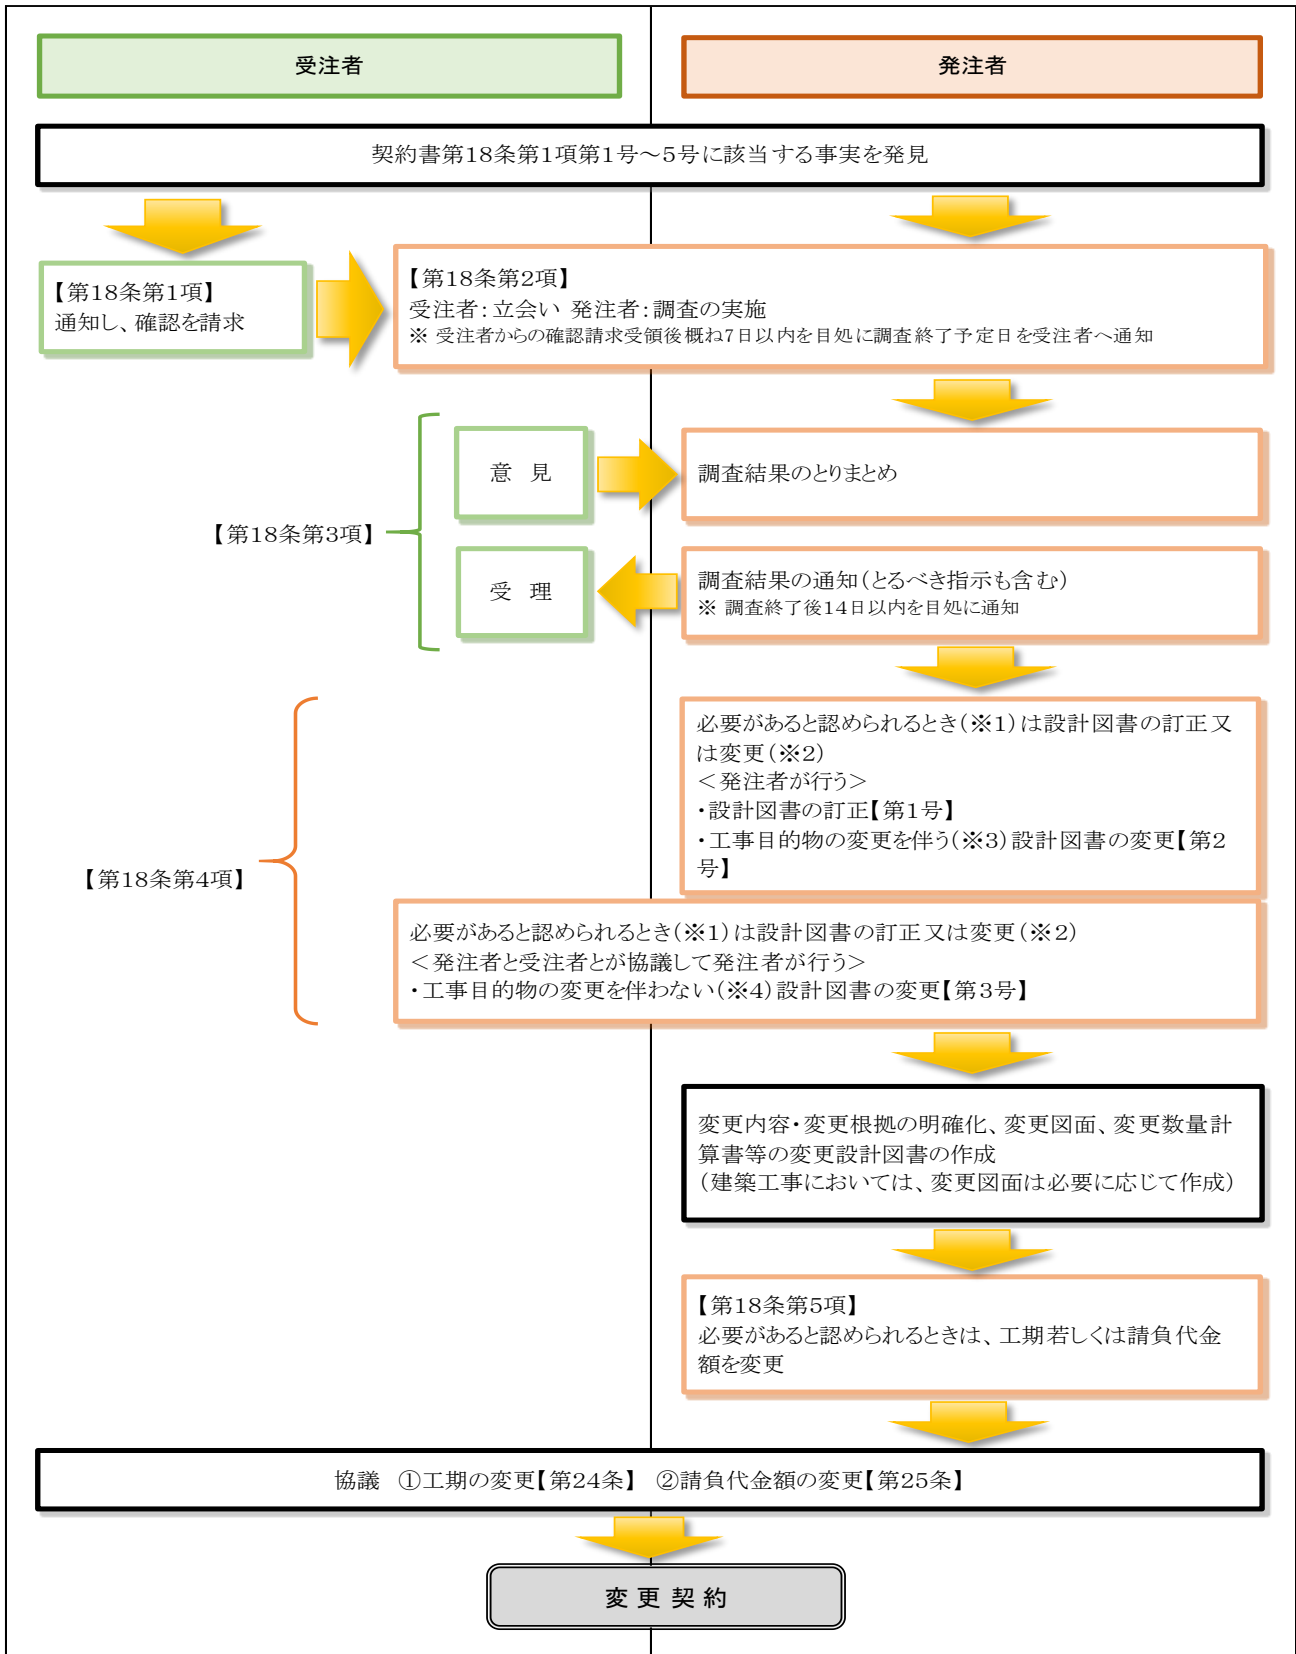 受注者
発注者
契約書第18条第1項第1号～5号に該当する事実を発見
【第18条第1項】
通知し、確認を請求
【第18条第2項】
受注者：立会い 発注者：調査の実施
※ 受注者からの確認請求受領後概ね7日以内を目処に調査終了予定日を受注者へ通知
意 見
調査結果のとりまとめ
【第18条第3項】
受 理
調査結果の通知（とるべき指示も含む）
※ 調査終了後14日以内を目処に通知
必要があると認められるとき（※1）は設計図書の訂正又
は変更（※2）
＜発注者が行う＞
・設計図書の訂正【第1号】
・工事目的物の変更を伴う（※3）設計図書の変更【第2
号】
【第18条第4項】
必要があると認められるとき（※1）は設計図書の訂正又は変更（※2）
＜発注者と受注者とが協議して発注者が行う＞
・工事目的物の変更を伴わない（※4）設計図書の変更【第3号】
変更内容・変更根拠の明確化、変更図面、変更数量計
算書等の変更設計図書の作成
（建築工事においては、変更図面は必要に応じて作成）
【第18条第5項】
必要があると認められるときは、工期若しくは請負代金
額を変更
協議 ①工期の変更【第24条】 ②請負代金額の変更【第25条】
変 更 契 約